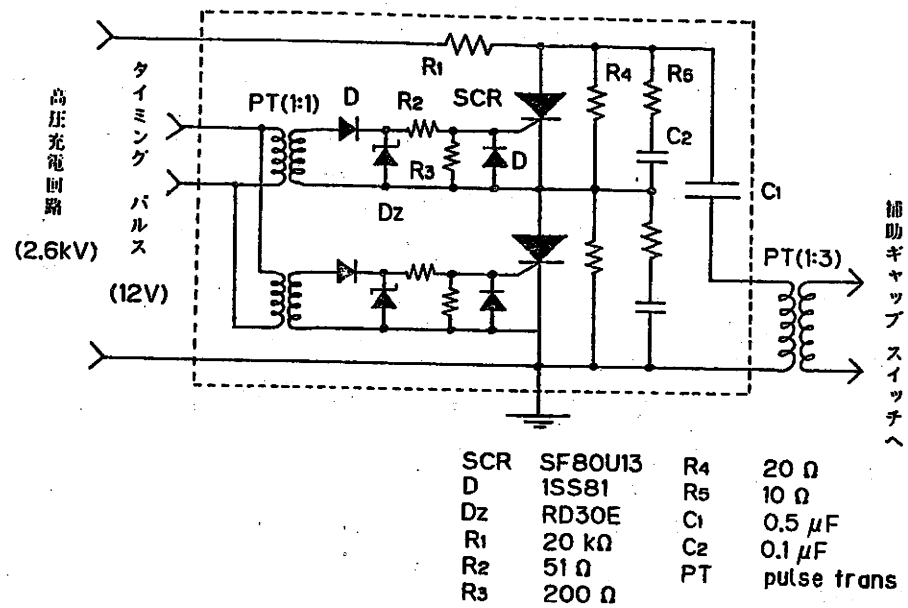 高圧充電回路
(2.6kV)
タイミング パルス
(12V)
PT(1:1)
D
R2
SCR
R1
R4
R5
R3
D
C2
Dz
C1
PT(1:3)
補助ギャップ スイッチへ
SCR SF80U13
D 1SS81
Dz RD30E
R1 20 kΩ
R2 51 Ω
R3 200 Ω
R4 20 Ω
R5 10 Ω
C1 0.5 μF
C2 0.1 μF
PT pulse trans